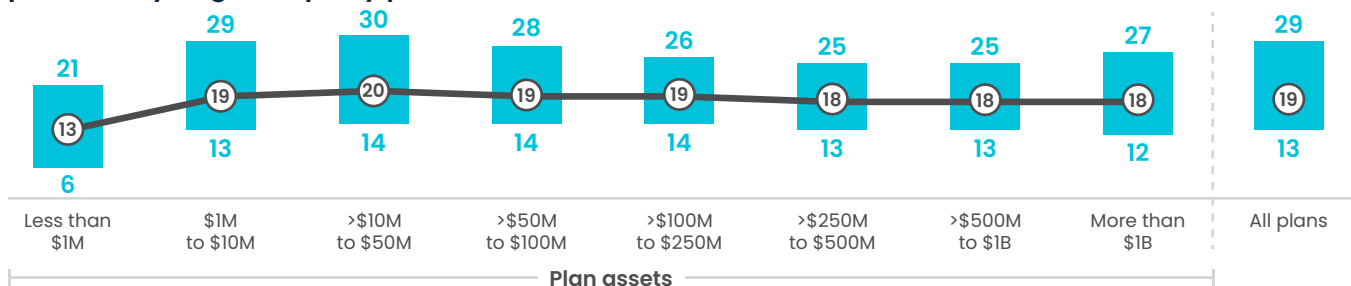 21 29 30 28 26 25 25 27 29
13 19 20 19 19 18 18 18 19
6 13 14 14 14 13 13 12 13
Less than $1M >$10M >$50M >$100M >$250M >$500M More than All plans
$1M to $10M to $50M to $100M to $250M to $500M to $1B $1B
Plan assets